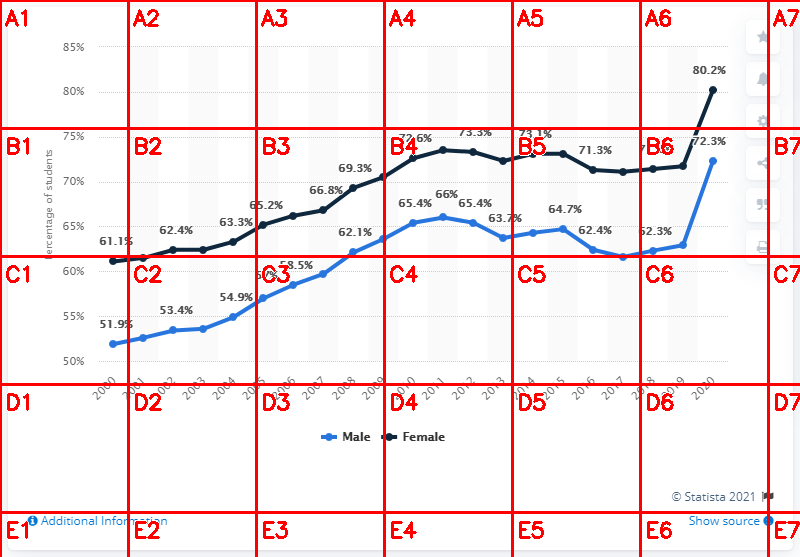 A1 A2 A3 A4 A5 A6 A7
85%
80.2%
80%
75% 72.6% 73.3% 73.1%
B1 B2 B3 B4 B5 B6 B7
72.3%
71.3%
69.3%
70%
66.8% 66%
65.2% 65.4% 65.4% 64.7%
63.3% 63.7%
65%
61.1% 62.4% 62.1% 62.4% 62.3%
Percentage of students
60%
C1 C2 C3 C4 C5 C6 C7
58.5%
54.9%
53.4%
51.9%
55%
50%
2000 2001 2002 2003 2004 2005 2006 2007 2008 2009 2010 2011 2012 2013 2014 2015 2016 2017 2018 2019 2020
D1 D2 D3 D4 D5 D6 D7
Male Female
© Statista 2021
Additional Information Show source
E1 E2 E3 E4 E5 E6 E7